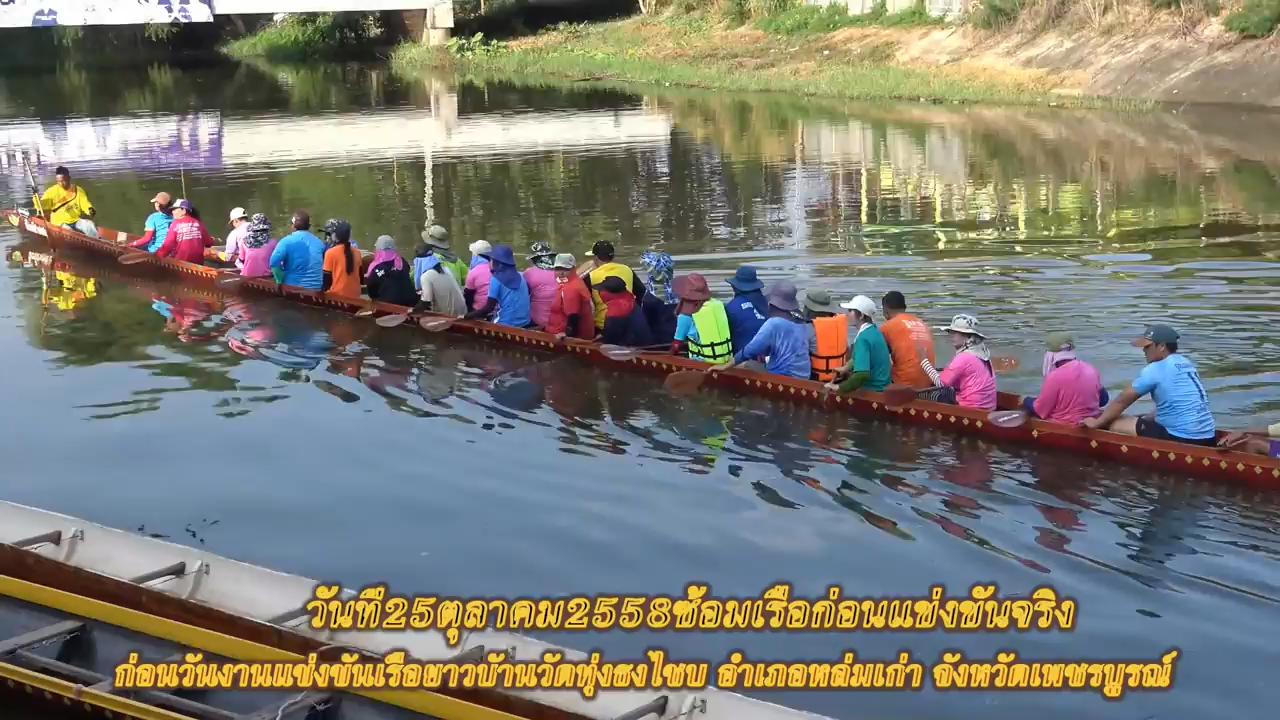 วันที่25ตุลาคม2558ซ้อมเรือก่อนแข่งขันจริง
ก่อนวันงานแข่งขันเรือยาวบ้านวัดทุ่งธงไชบ อำเภอหล่มเก่า จังหวัดเพชรบูรณ์